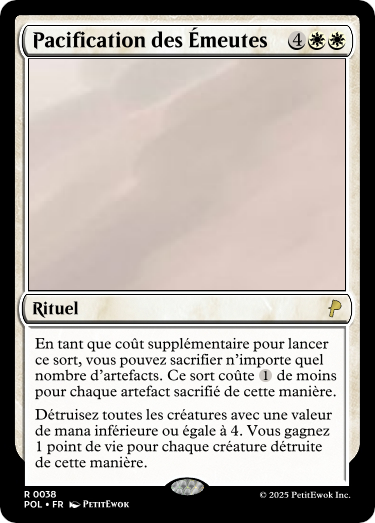 Pacification des Émeutes 4
Rituel
En tant que coût supplémentaire pour lancer
ce sort, vous pouvez sacrifier n'importe quel
nombre d'artefacts. Ce sort coûte 1 de moins
pour chaque artefact sacrifié de cette manière.
Détruisez toutes les créatures avec une valeur
de mana inférieure ou égale à 4. Vous gagnez
1 point de vie pour chaque créature détruite
de cette manière.
R 0038
POL • FR PetitEwok
© 2025 PetitEwok Inc.